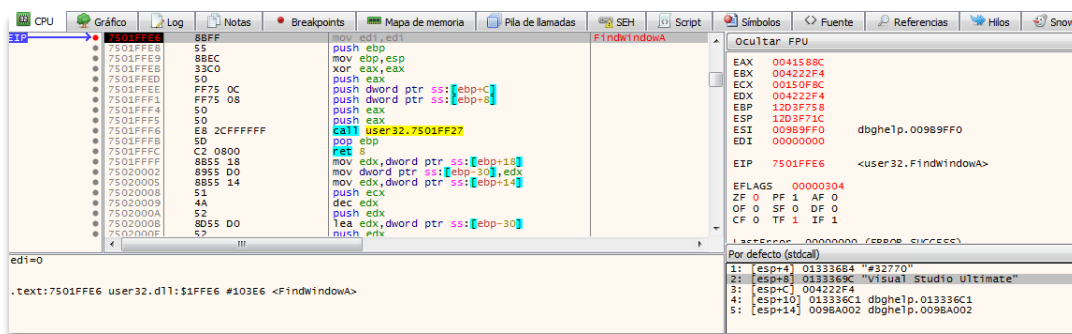 CPU Gráfico Log Notas Breakpoints Mapa de memoria Pila de llamadas SEH Script Símbolos Fuente Referencias Hilos Snow
EIP 7501FFE6 8BFF mov edi,edi FindWindowA
7501FFE8 55 push ebp
7501FFE9 8BEC mov ebp,esp
7501FFEB 33C0 xor eax,eax
7501FFED 50 push eax
7501FFEE FF75 0C push dword ptr ss:[ebp+C]
7501FFF1 FF75 08 push dword ptr ss:[ebp+8]
7501FFF4 50 push eax
7501FFF5 50 push eax
7501FFF6 E8 2CFFFFFF call user32.7501FF27
7501FFFB 5D pop ebp
7501FFFC C2 0800 ret 8
7501FFFF 8B55 18 mov edx,dword ptr ss:[ebp+18]
75020002 8955 D0 mov dword ptr ss:[ebp-30],edx
75020005 8B55 14 mov edx,dword ptr ss:[ebp+14]
75020008 51 push ecx
75020009 4A dec edx
7502000A 52 push edx
7502000B 8D55 D0 lea edx,dword ptr ss:[ebp-30]
7502000E 52 push edx
Ocultar FPU
EAX 0041588C
EBX 004222F4
ECX 00150F8C
EDX 004222F4
EBP 12D3F758
ESP 12D3F71C
ESI 009B9FF0 dbghelp.009B9FF0
EDI 00000000
EIP 7501FFE6 <user32.FindWindowA>
EFLAGS 00000304
ZF 0 PF 1 AF 0
OF 0 SF 0 DF 0
CF 0 TF 1 IF 1
LastError 00000000 (ERROR_SUCCESS)
edi=0
.text:7501FFE6 user32.dll:$1FFE6 #103E6 <FindWindowA>
Por defecto (stdcall)
1: [esp+4] 013336B4 "#32770"
2: [esp+8] 0133369C "Visual Studio Ultimate"
3: [esp+C] 004222F4
4: [esp+10] 013336C1 dbghelp.013336C1
5: [esp+14] 009BA002 dbghelp.009BA002